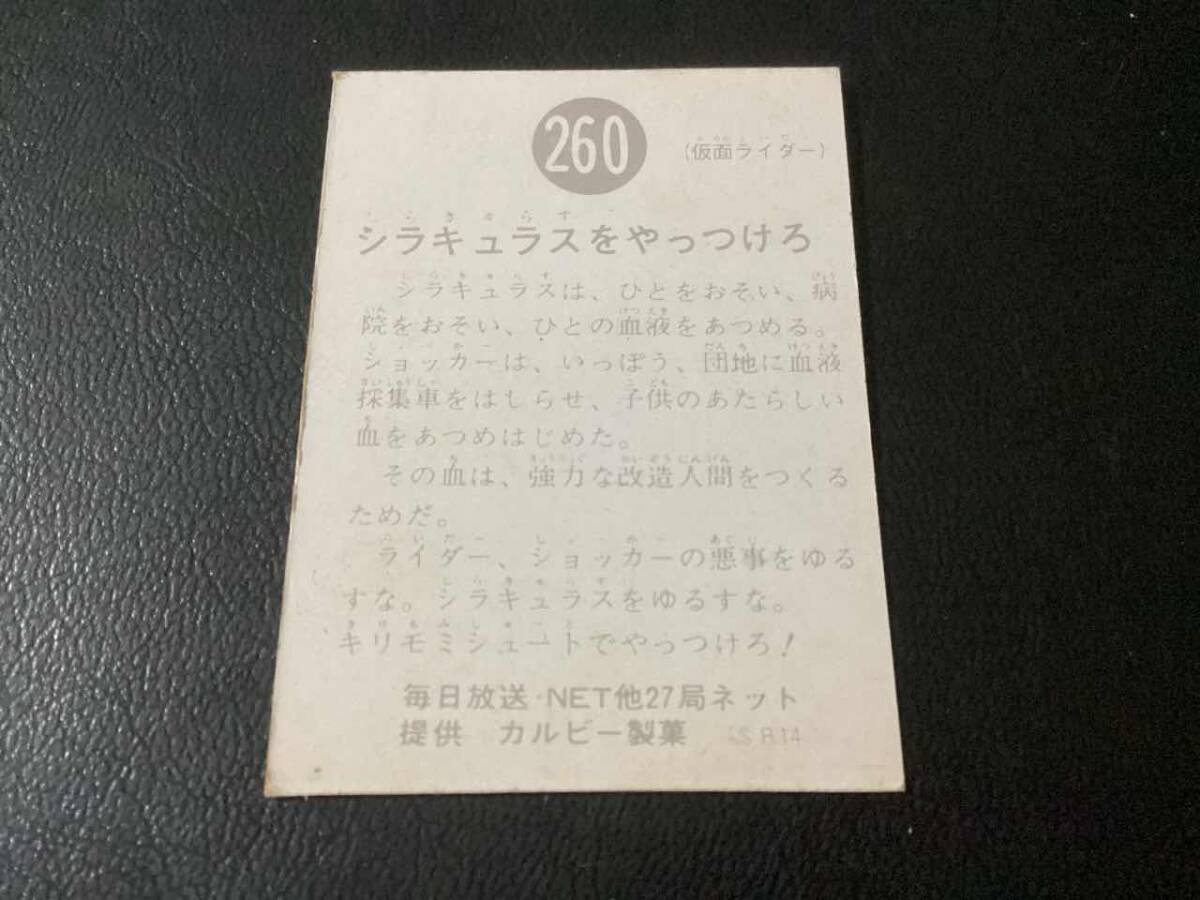 260
(仮面ライダー)
シラキュラスをやっつけろ
シラキュラスは、ひとをおそい、病
院をおそい、ひとの血液をあつめる。
ショッカーは、いっぽう、団地に血液
採集車をはしらせ、子供のあたらしい
血をあつめはじめた。
その血は、強力な改造人間をつくる
ためだ。
ライダー、ショッカーの悪事をゆる
すな。シラキュラスをゆるすな。
キリモミシュートでやっつけろ!
毎日放送・NET他27局ネット
提供 カルビー製菓 S R14